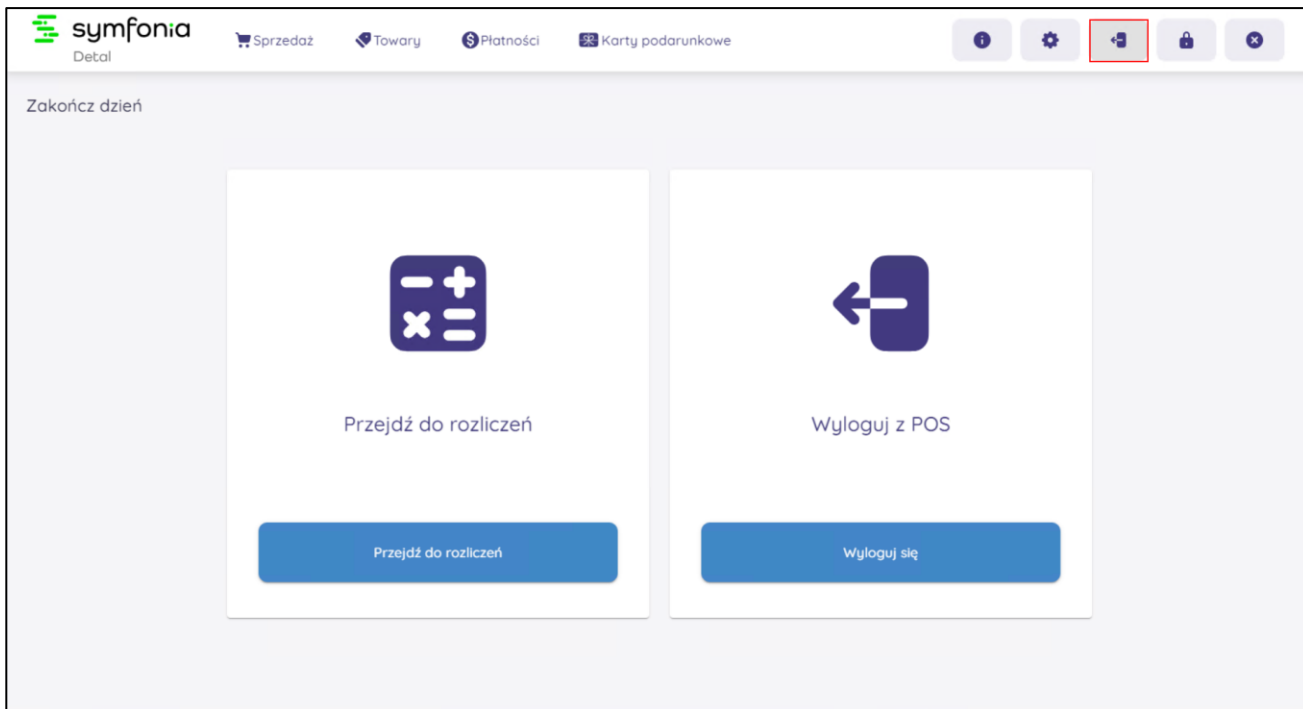 symfonia
Detal
Sprzedaż
Towary
Płatności
Karty podarunkowe
Zakończ dzień
Przejdź do rozliczeń
Wyloguj z POS
Przejdź do rozliczeń
Wyloguj się